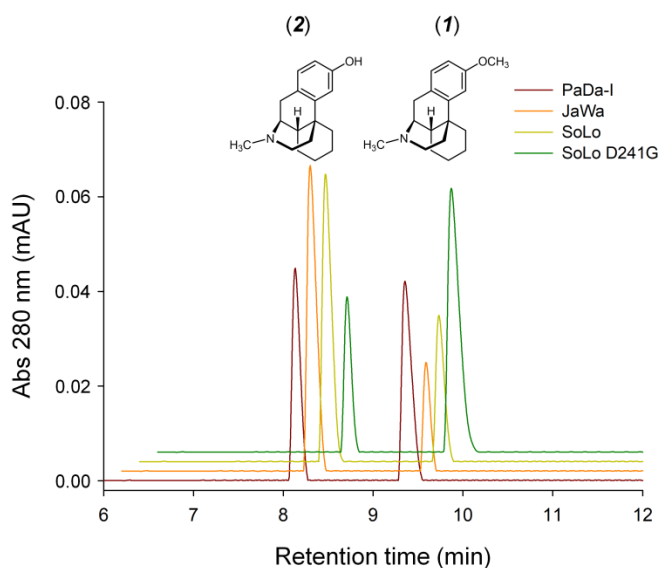 (2) (1)
OH OCH₃
H H
H₃C N H₃C N
PaDa-I
JaWa
SoLo
SoLo D241G
0.08
0.06
0.04
0.02
0.00
Abs 280 nm (mAU)
6 7 8 9 10 11 12
Retention time (min)